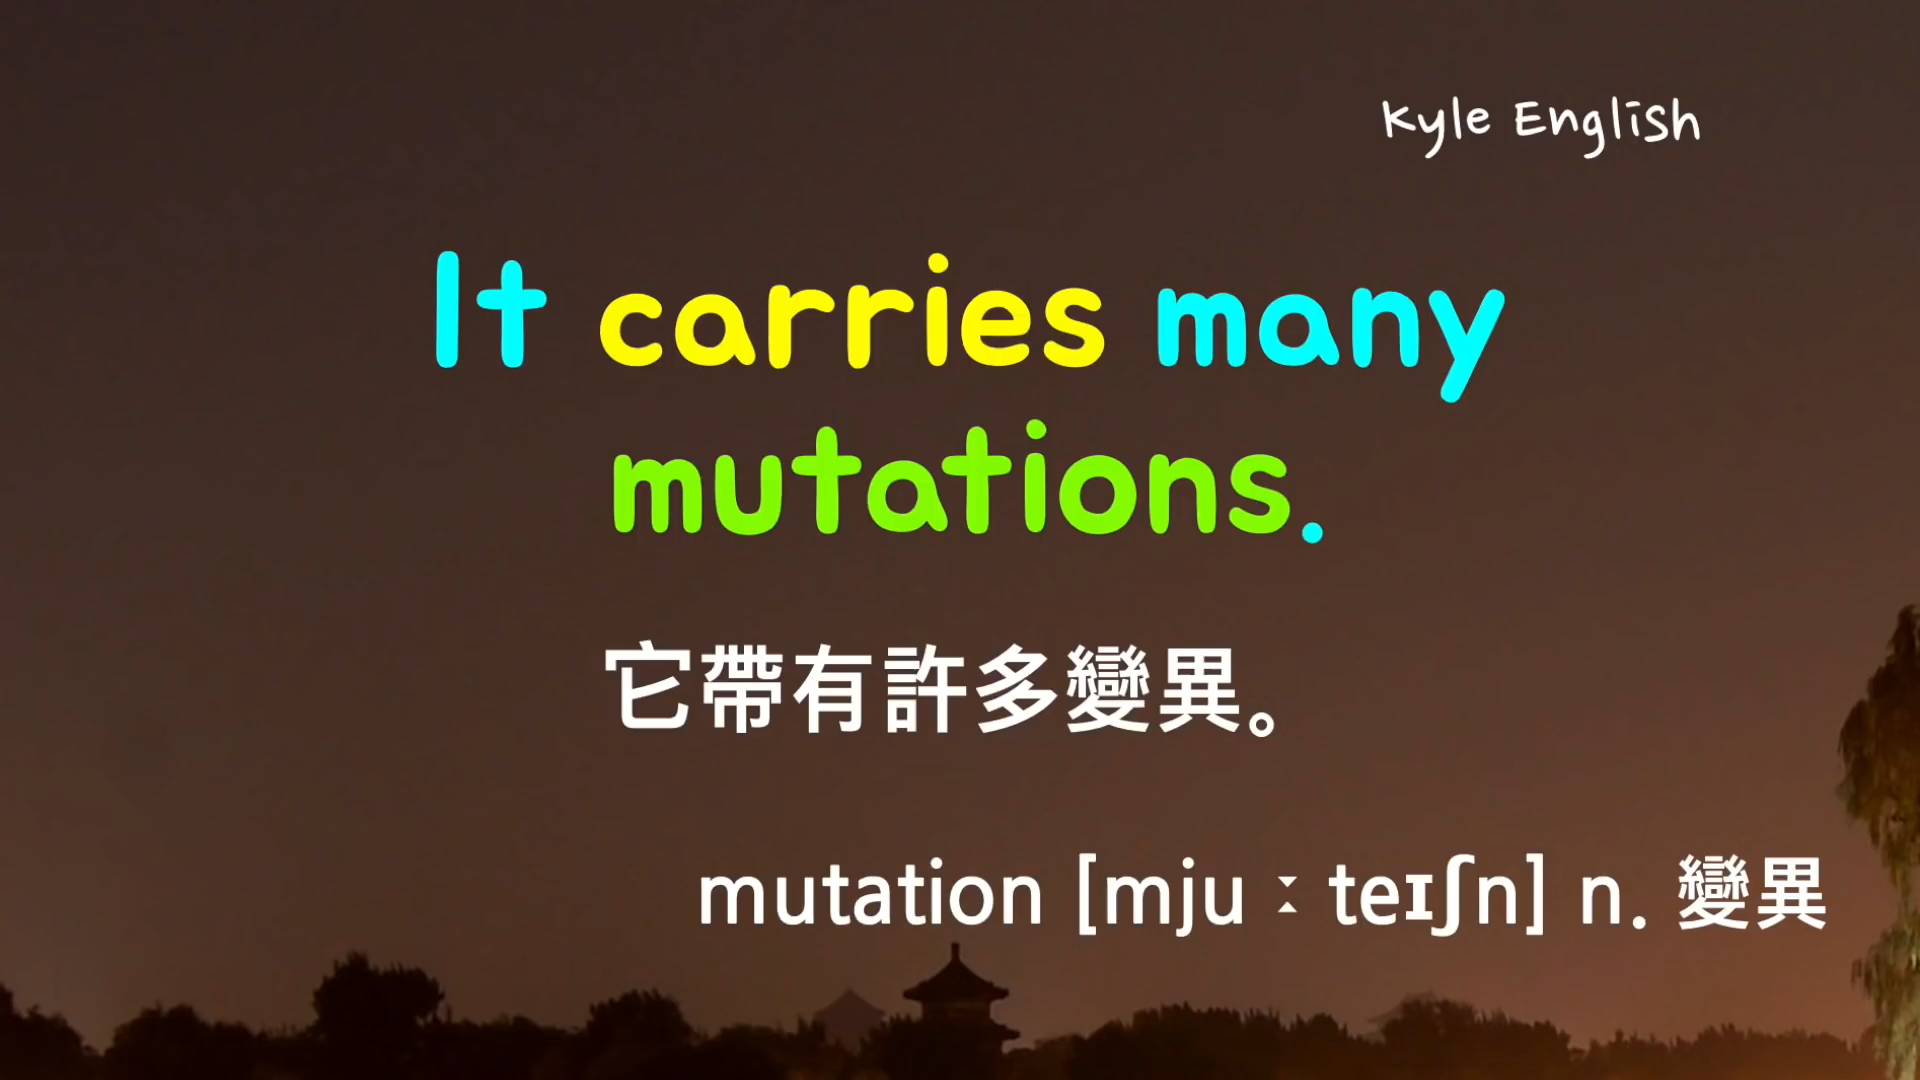 Kyle English
It carries many
mutations.
它帶有許多變異。
mutation [mjuːteɪʃn] n. 變異